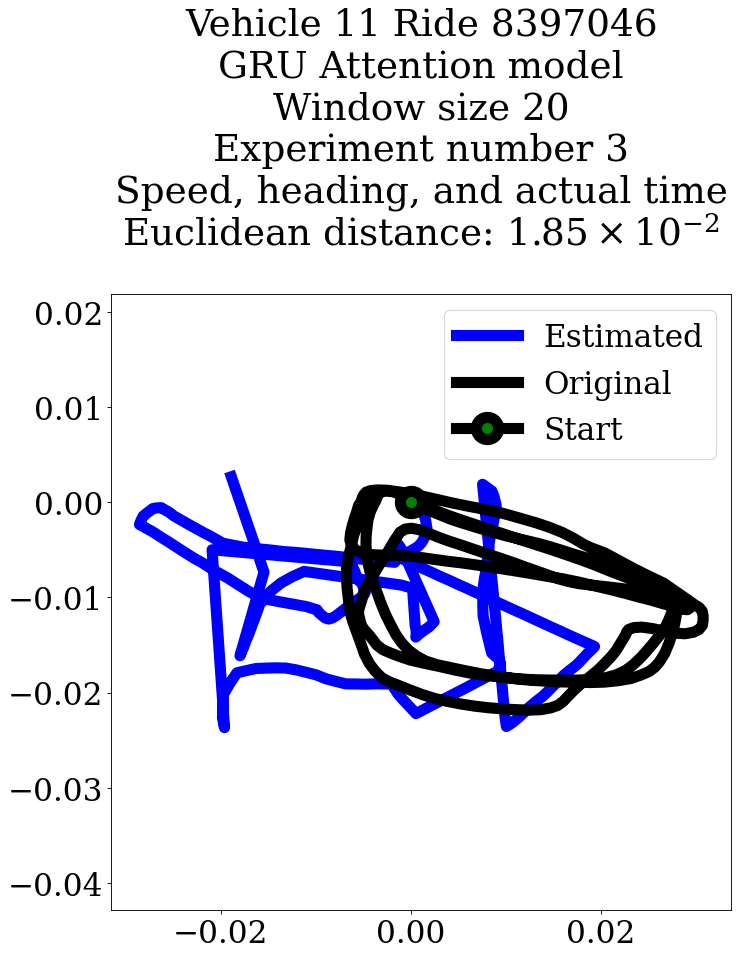 Vehicle 11 Ride 8397046
GRU Attention model
Window size 20
Experiment number 3
Speed, heading, and actual time
Euclidean distance: 1.85 × 10⁻²
Estimated
Original
Start
0.02
0.01
0.00
−0.01
−0.02
−0.03
−0.04
−0.02 0.00 0.02